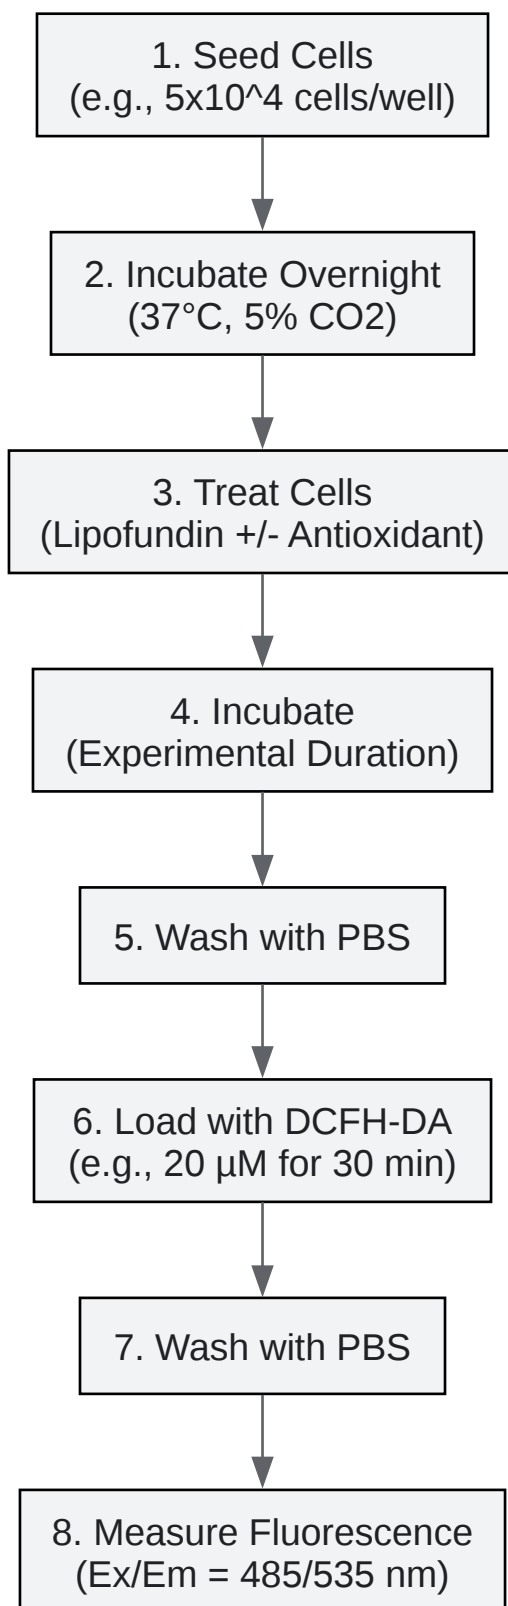 1. Seed Cells
(e.g., 5x10^4 cells/well)
2. Incubate Overnight
(37°C, 5% CO2)
3. Treat Cells
(Lipofundin +/- Antioxidant)
4. Incubate
(Experimental Duration)
5. Wash with PBS
6. Load with DCFH-DA
(e.g., 20 µM for 30 min)
7. Wash with PBS
8. Measure Fluorescence
(Ex/Em = 485/535 nm)